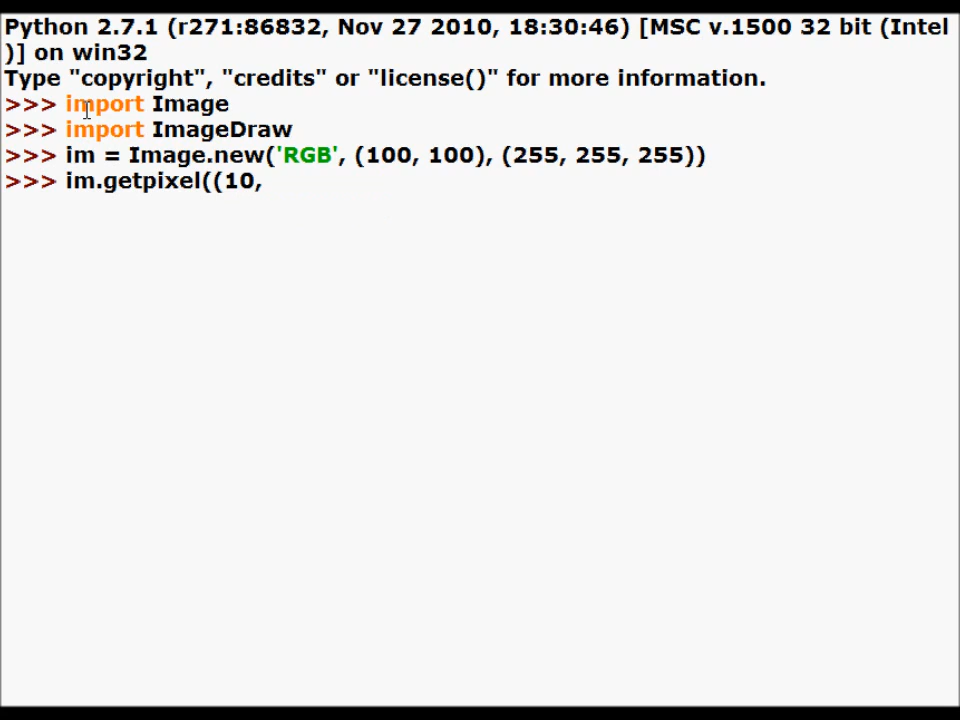 Python 2.7.1 (r271:86832, Nov 27 2010, 18:30:46) [MSC v.1500 32 bit (Intel
)] on win32
Type "copyright", "credits" or "license()" for more information.
>>> import Image
>>> import ImageDraw
>>> im = Image.new('RGB', (100, 100), (255, 255, 255))
>>> im.getpixel((10,